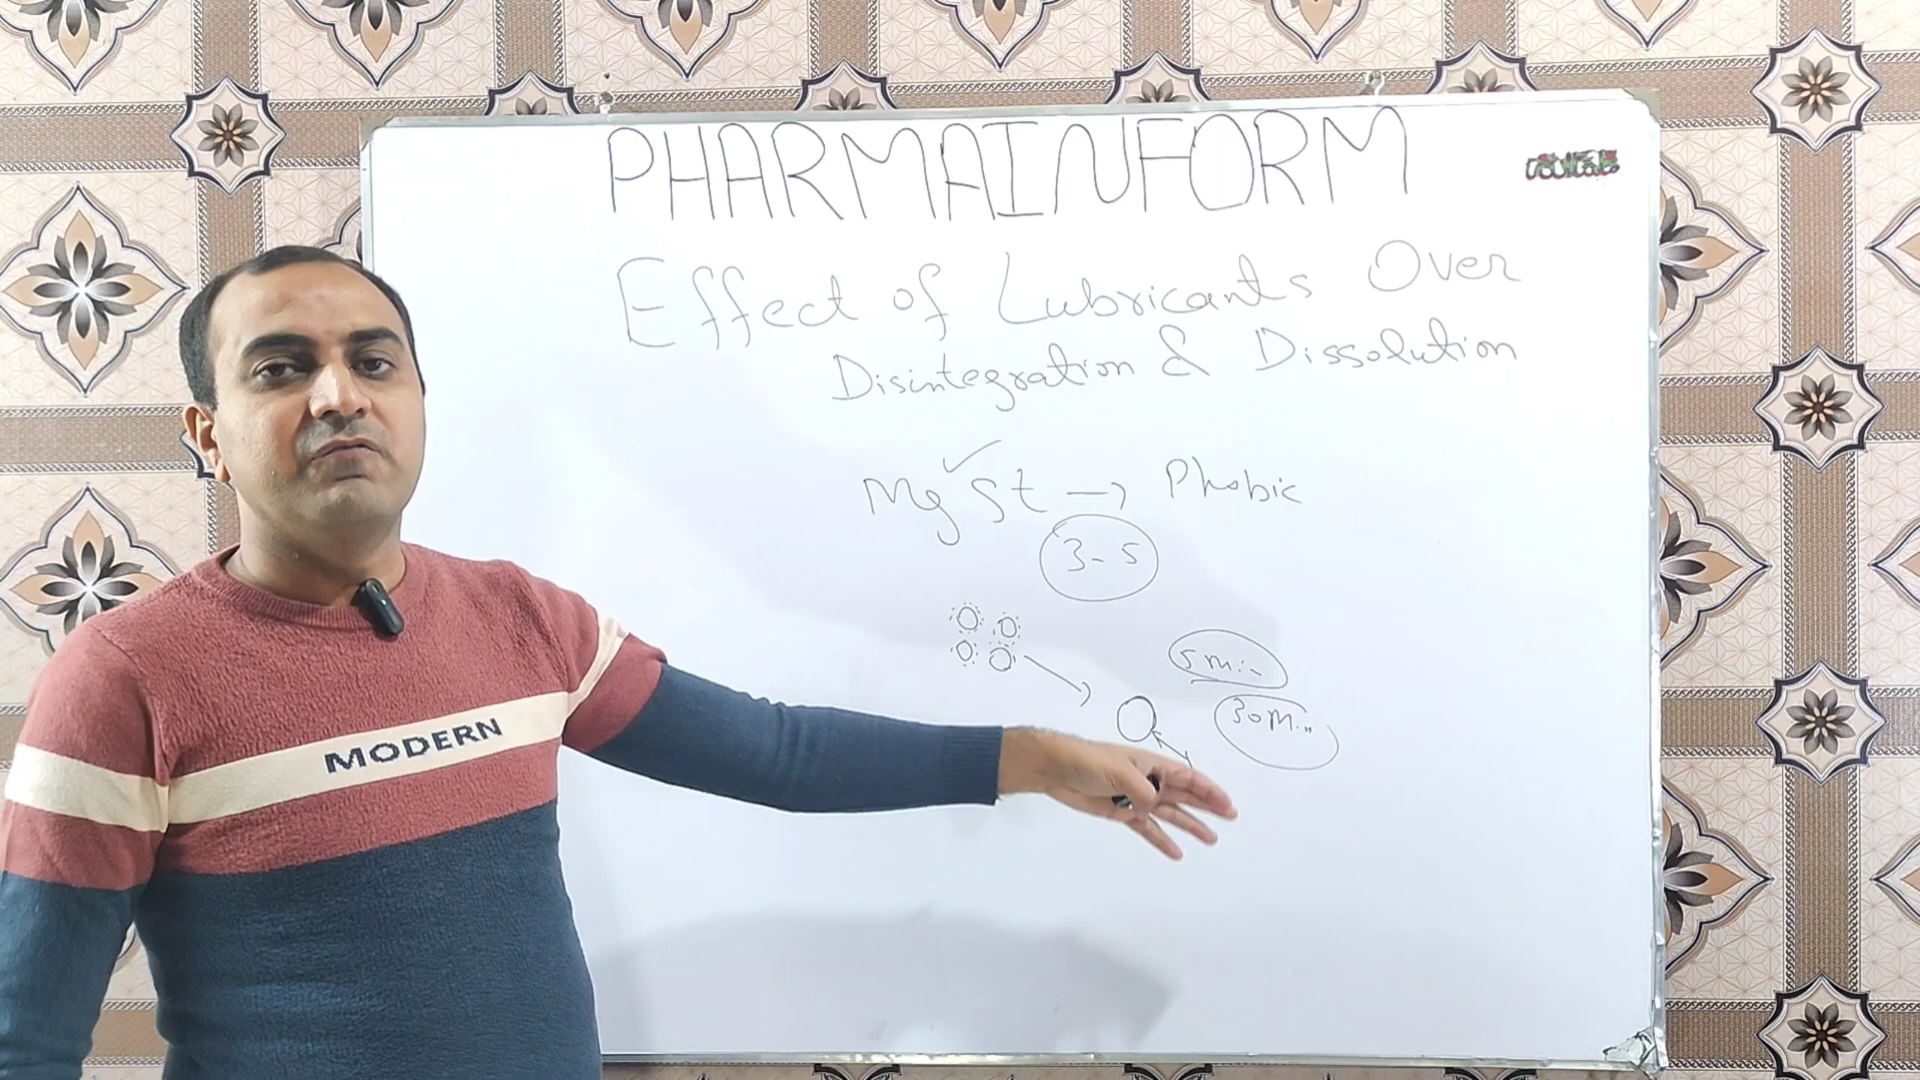 PHARMAINFORM
Effect of Lubricants Over
Disintegration & Dissolution
Mg St → Phobic
3-5
5 min
30 Min
MODERN